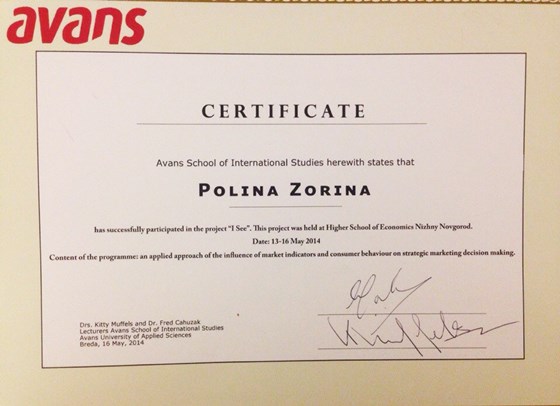 avans
CERTIFICATE
Avans School of International Studies herewith states that
POLINA ZORINA
has successfully participated in the project "I See". This project was held at Higher School of Economics Nizhny Novgorod.
Date: 13-16 May 2014
Content of the programme: an applied approach of the influence of market indicators and consumer behaviour on strategic marketing decision making.
Drs. Kitty Muffels and Dr. Fred Cahuzak
Lecturers Avans School of International Studies
Avans University of Applied Sciences
Breda, 16 May, 2014